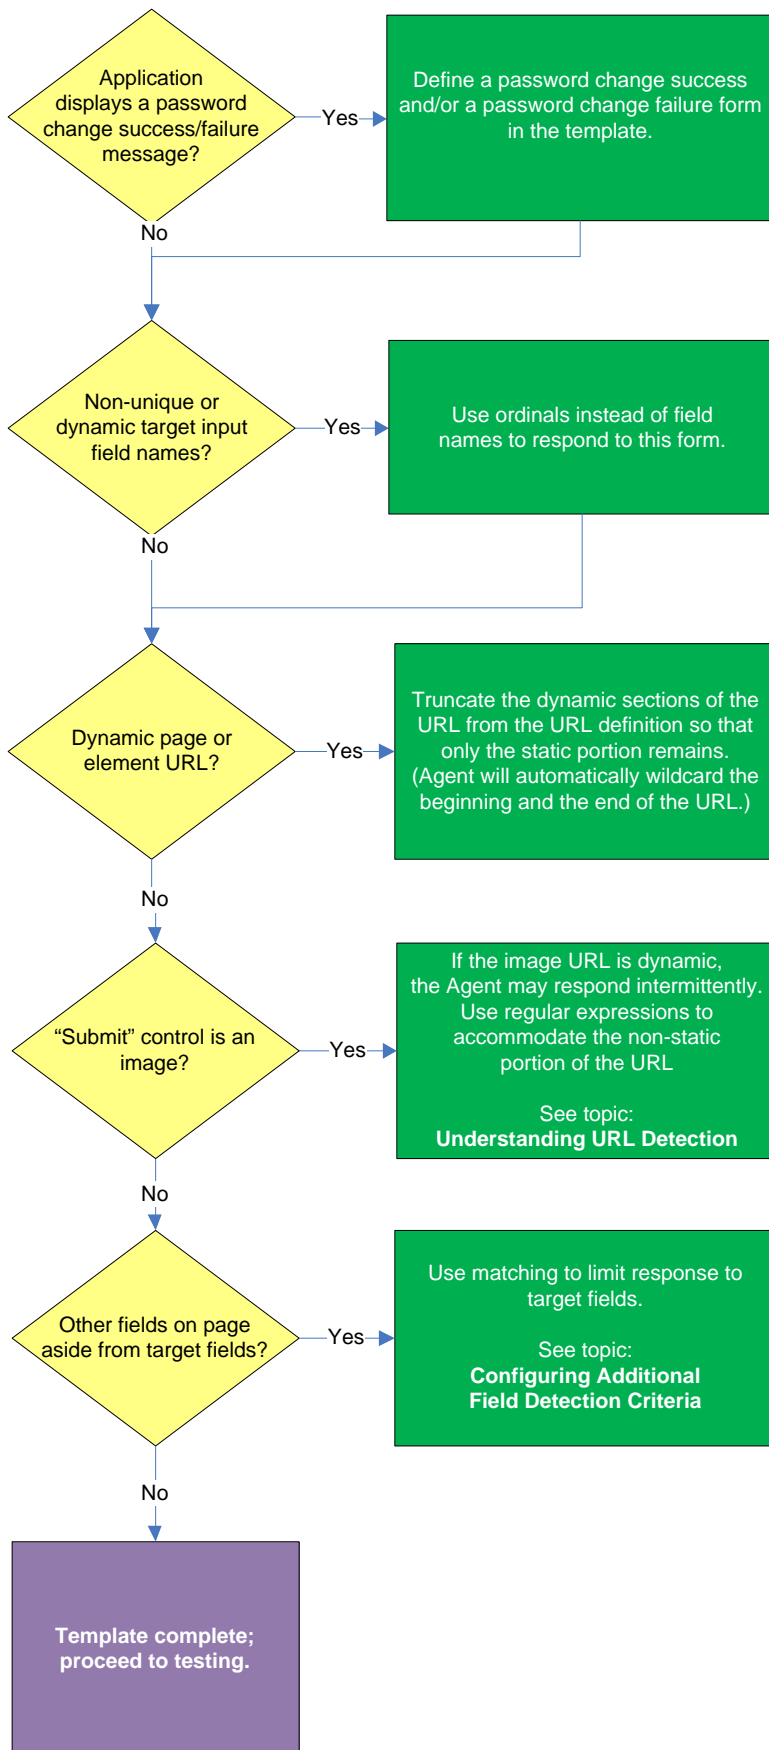 Application
displays a password
change success/failure
message?
Yes
Define a password change success
and/or a password change failure form
in the template.
No
Non-unique or
dynamic target input
field names?
Yes
Use ordinals instead of field
names to respond to this form.
No
Dynamic page or
element URL?
Yes
Truncate the dynamic sections of the
URL from the URL definition so that
only the static portion remains.
(Agent will automatically wildcard the
beginning and the end of the URL.)
No
“Submit” control is an
image?
Yes
If the image URL is dynamic,
the Agent may respond intermittently.
Use regular expressions to
accommodate the non-static
portion of the URL
See topic:
Understanding URL Detection
No
Other fields on page
aside from target fields?
Yes
Use matching to limit response to
target fields.
See topic:
Configuring Additional
Field Detection Criteria
No
Template complete;
proceed to testing.